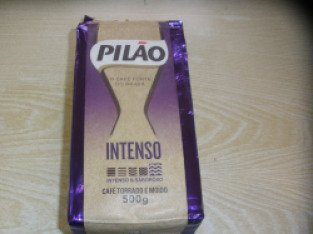 PILÃO
O CAFÉ FORTE
DO BRASIL
INTENSO
INTENSO & SABOROSO
CAFÉ TORRADO E MOÍDO
500g